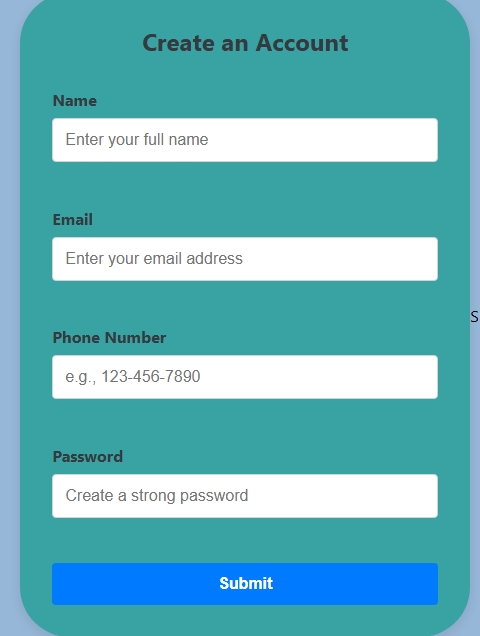 Create an Account
Name
Enter your full name
Email
Enter your email address
S
Phone Number
e.g., 123-456-7890
Password
Create a strong password
Submit